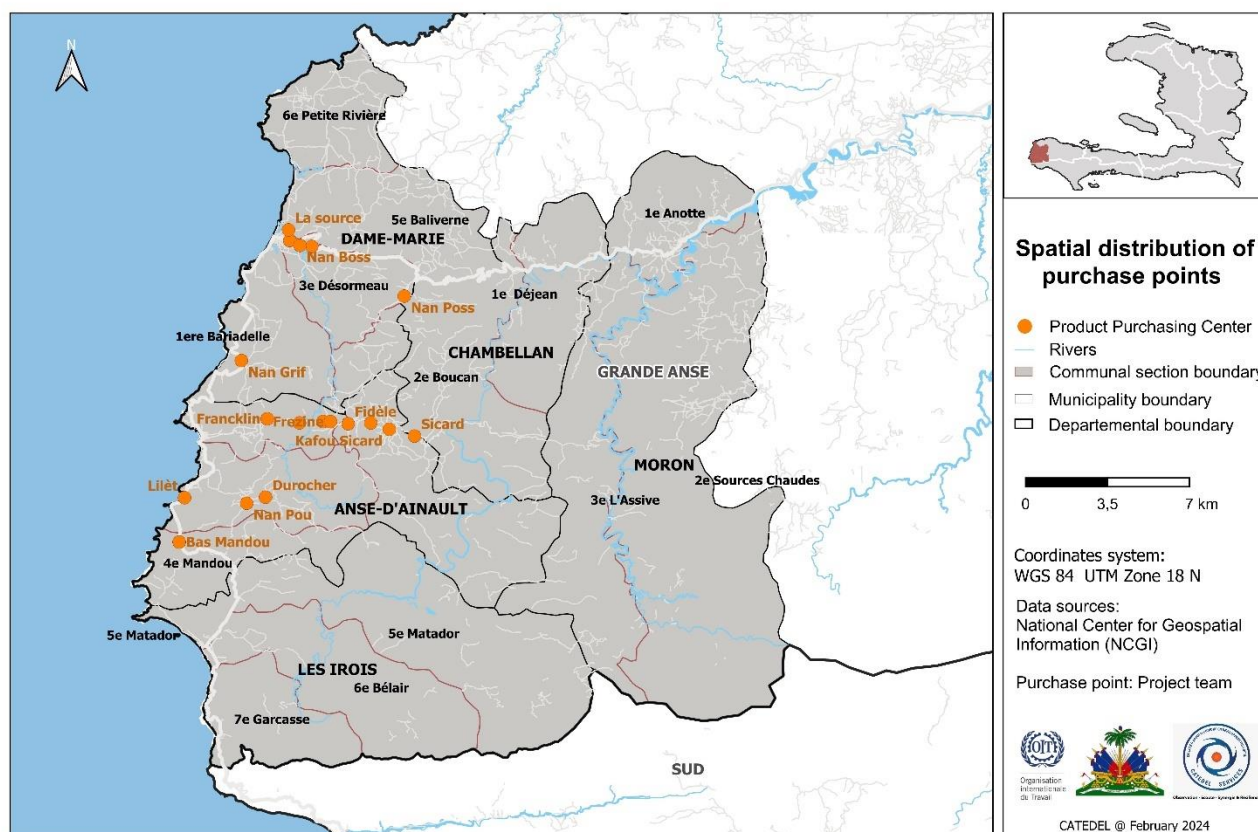 N
6e Petite Rivière
La source
5e Baliverne
DAME-MARIE
Nan Bóss
1e Anotte
3e Désormeau
1e Déjean
Nan Poss
1ere Bariadelle
CHAMBELLAN
Nan Grif
2e Boucan
GRANDE ANSE
Francklin
Frezine
Fidèle
Kafou Sicard
Sicard
MORON
2e Sources Chaudes
Lilèt
Durocher
3e L'Assive
Nan Pou
ANSE-D'AINAULT
Bas Mandou
4e Mandou
5e Matador
5e Matador
LES IROIS
6e Bélair
7e Garcasse
SUD
Spatial distribution of
purchase points
Product Purchasing Center
Rivers
Communal section boundary
Municipality boundary
Departemental boundary
0 3,5 7 km
Coordinates system:
WGS 84 UTM Zone 18 N
Data sources:
National Center for Geospatial
Information (NCGI)
Purchase point: Project team
OIT
Organisation
internationale
du Travail
CATEDEL SERVICES
CATEDEL @ February 2024